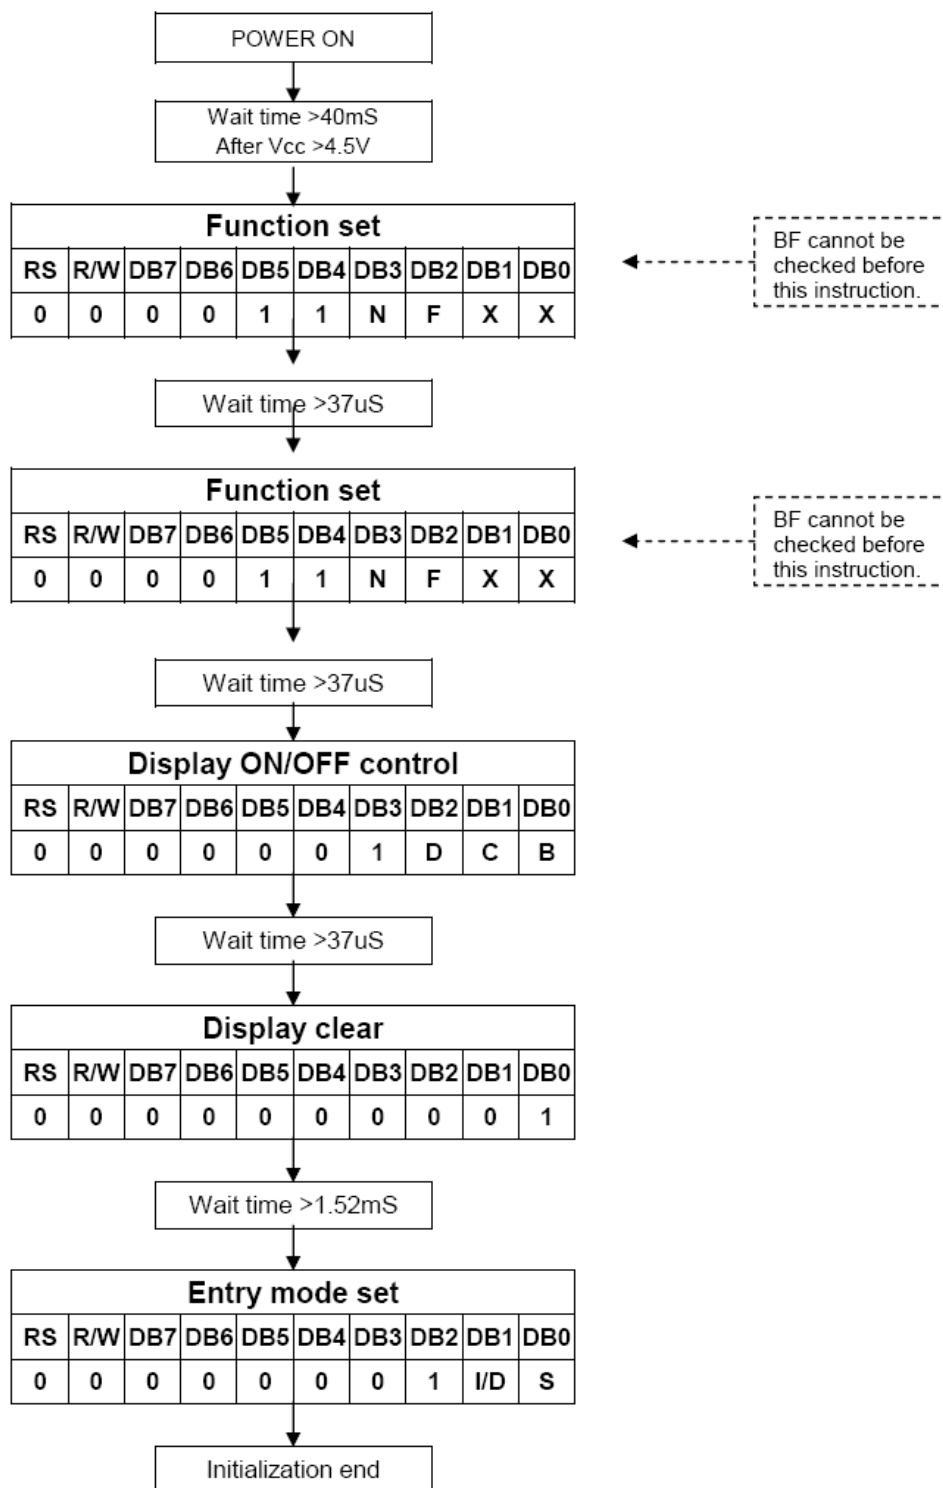 POWER ON
Wait time >40mS
After Vcc >4.5V
Function set
RS R/W DB7 DB6 DB5 DB4 DB3 DB2 DB1 DB0
0 0 0 0 1 1 N F X X
BF cannot be
checked before
this instruction.
Wait time >37uS
Function set
RS R/W DB7 DB6 DB5 DB4 DB3 DB2 DB1 DB0
0 0 0 0 1 1 N F X X
BF cannot be
checked before
this instruction.
Wait time >37uS
Display ON/OFF control
RS R/W DB7 DB6 DB5 DB4 DB3 DB2 DB1 DB0
0 0 0 0 0 0 1 D C B
Wait time >37uS
Display clear
RS R/W DB7 DB6 DB5 DB4 DB3 DB2 DB1 DB0
0 0 0 0 0 0 0 0 0 1
Wait time >1.52mS
Entry mode set
RS R/W DB7 DB6 DB5 DB4 DB3 DB2 DB1 DB0
0 0 0 0 0 0 0 1 I/D S
Initialization end